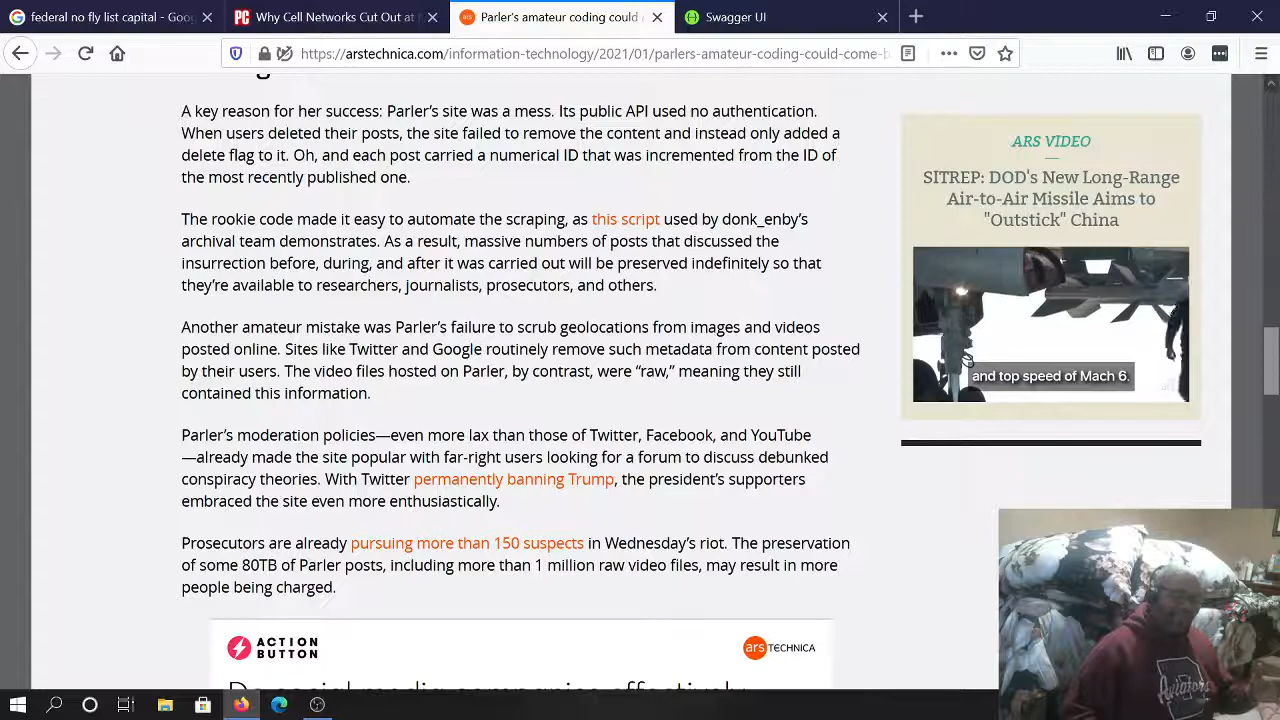 federal no fly list capital - Goo
Why Cell Networks Cut Out at
Parler's amateur coding could
Swagger UI
https://arstechnica.com/information-technology/2021/01/parlers-amateur-coding-could-come-b
A key reason for her success: Parler's site was a mess. Its public API used no authentication.
When users deleted their posts, the site failed to remove the content and instead only added a
delete flag to it. Oh, and each post carried a numerical ID that was incremented from the ID of
the most recently published one.
The rookie code made it easy to automate the scraping, as this script used by donk_enby's
archival team demonstrates. As a result, massive numbers of posts that discussed the
insurrection before, during, and after it was carried out will be preserved indefinitely so that
they're available to researchers, journalists, prosecutors, and others.
Another amateur mistake was Parler's failure to scrub geolocations from images and videos
posted online. Sites like Twitter and Google routinely remove such metadata from content posted
by their users. The video files hosted on Parler, by contrast, were “raw,” meaning they still
contained this information.
Parler's moderation policies—even more lax than those of Twitter, Facebook, and YouTube
—already made the site popular with far-right users looking for a forum to discuss debunked
conspiracy theories. With Twitter permanently banning Trump, the president's supporters
embraced the site even more enthusiastically.
Prosecutors are already pursuing more than 150 suspects in Wednesday's riot. The preservation
of some 80TB of Parler posts, including more than 1 million raw video files, may result in more
people being charged.
ACTION
BUTTON
ars TECHNICA
ARS VIDEO
SITREP: DOD's New Long-Range
Air-to-Air Missile Aims to
"Outstick" China
and top speed of Mach 6.
Aviators